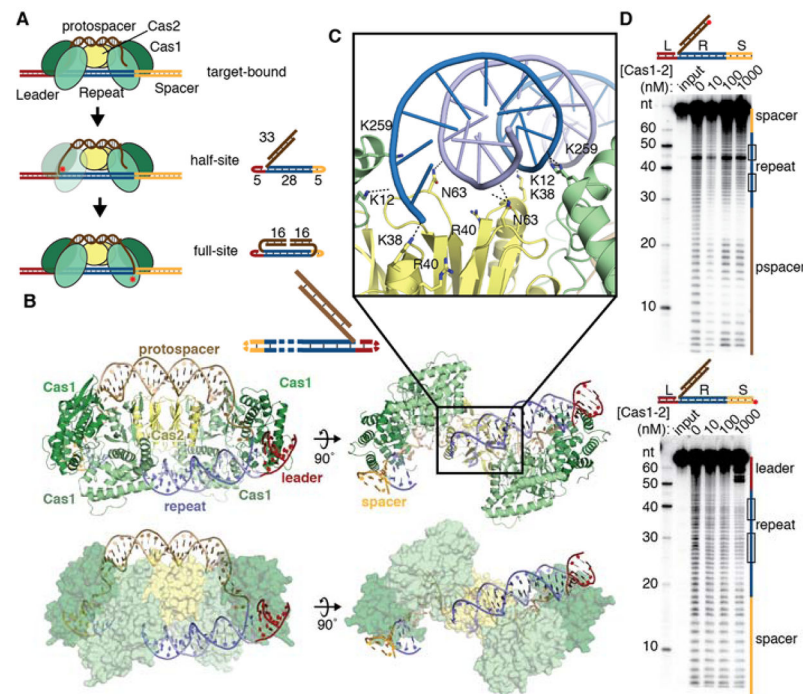 A
protospacer
Cas2
Cas1
target-bound
Leader
Repeat
Spacer
33
half-site
5 28 5
16 16
full-site
B
protospacer
Cas1
Cas1
Cas2
Cas1
Cas1
leader
repeat
90°
spacer
90°
C
K259
K259
K12
N63
K12
K38
N63
K38
R40
R40
D
L R S
[Cas1-2]
(nM):
input
0
10
100
1000
nt
60
50
40
30
20
10
spacer
repeat
pspacer
L R S
[Cas1-2]
(nM):
input
0
10
100
1000
nt
60
50
40
30
20
10
leader
repeat
spacer